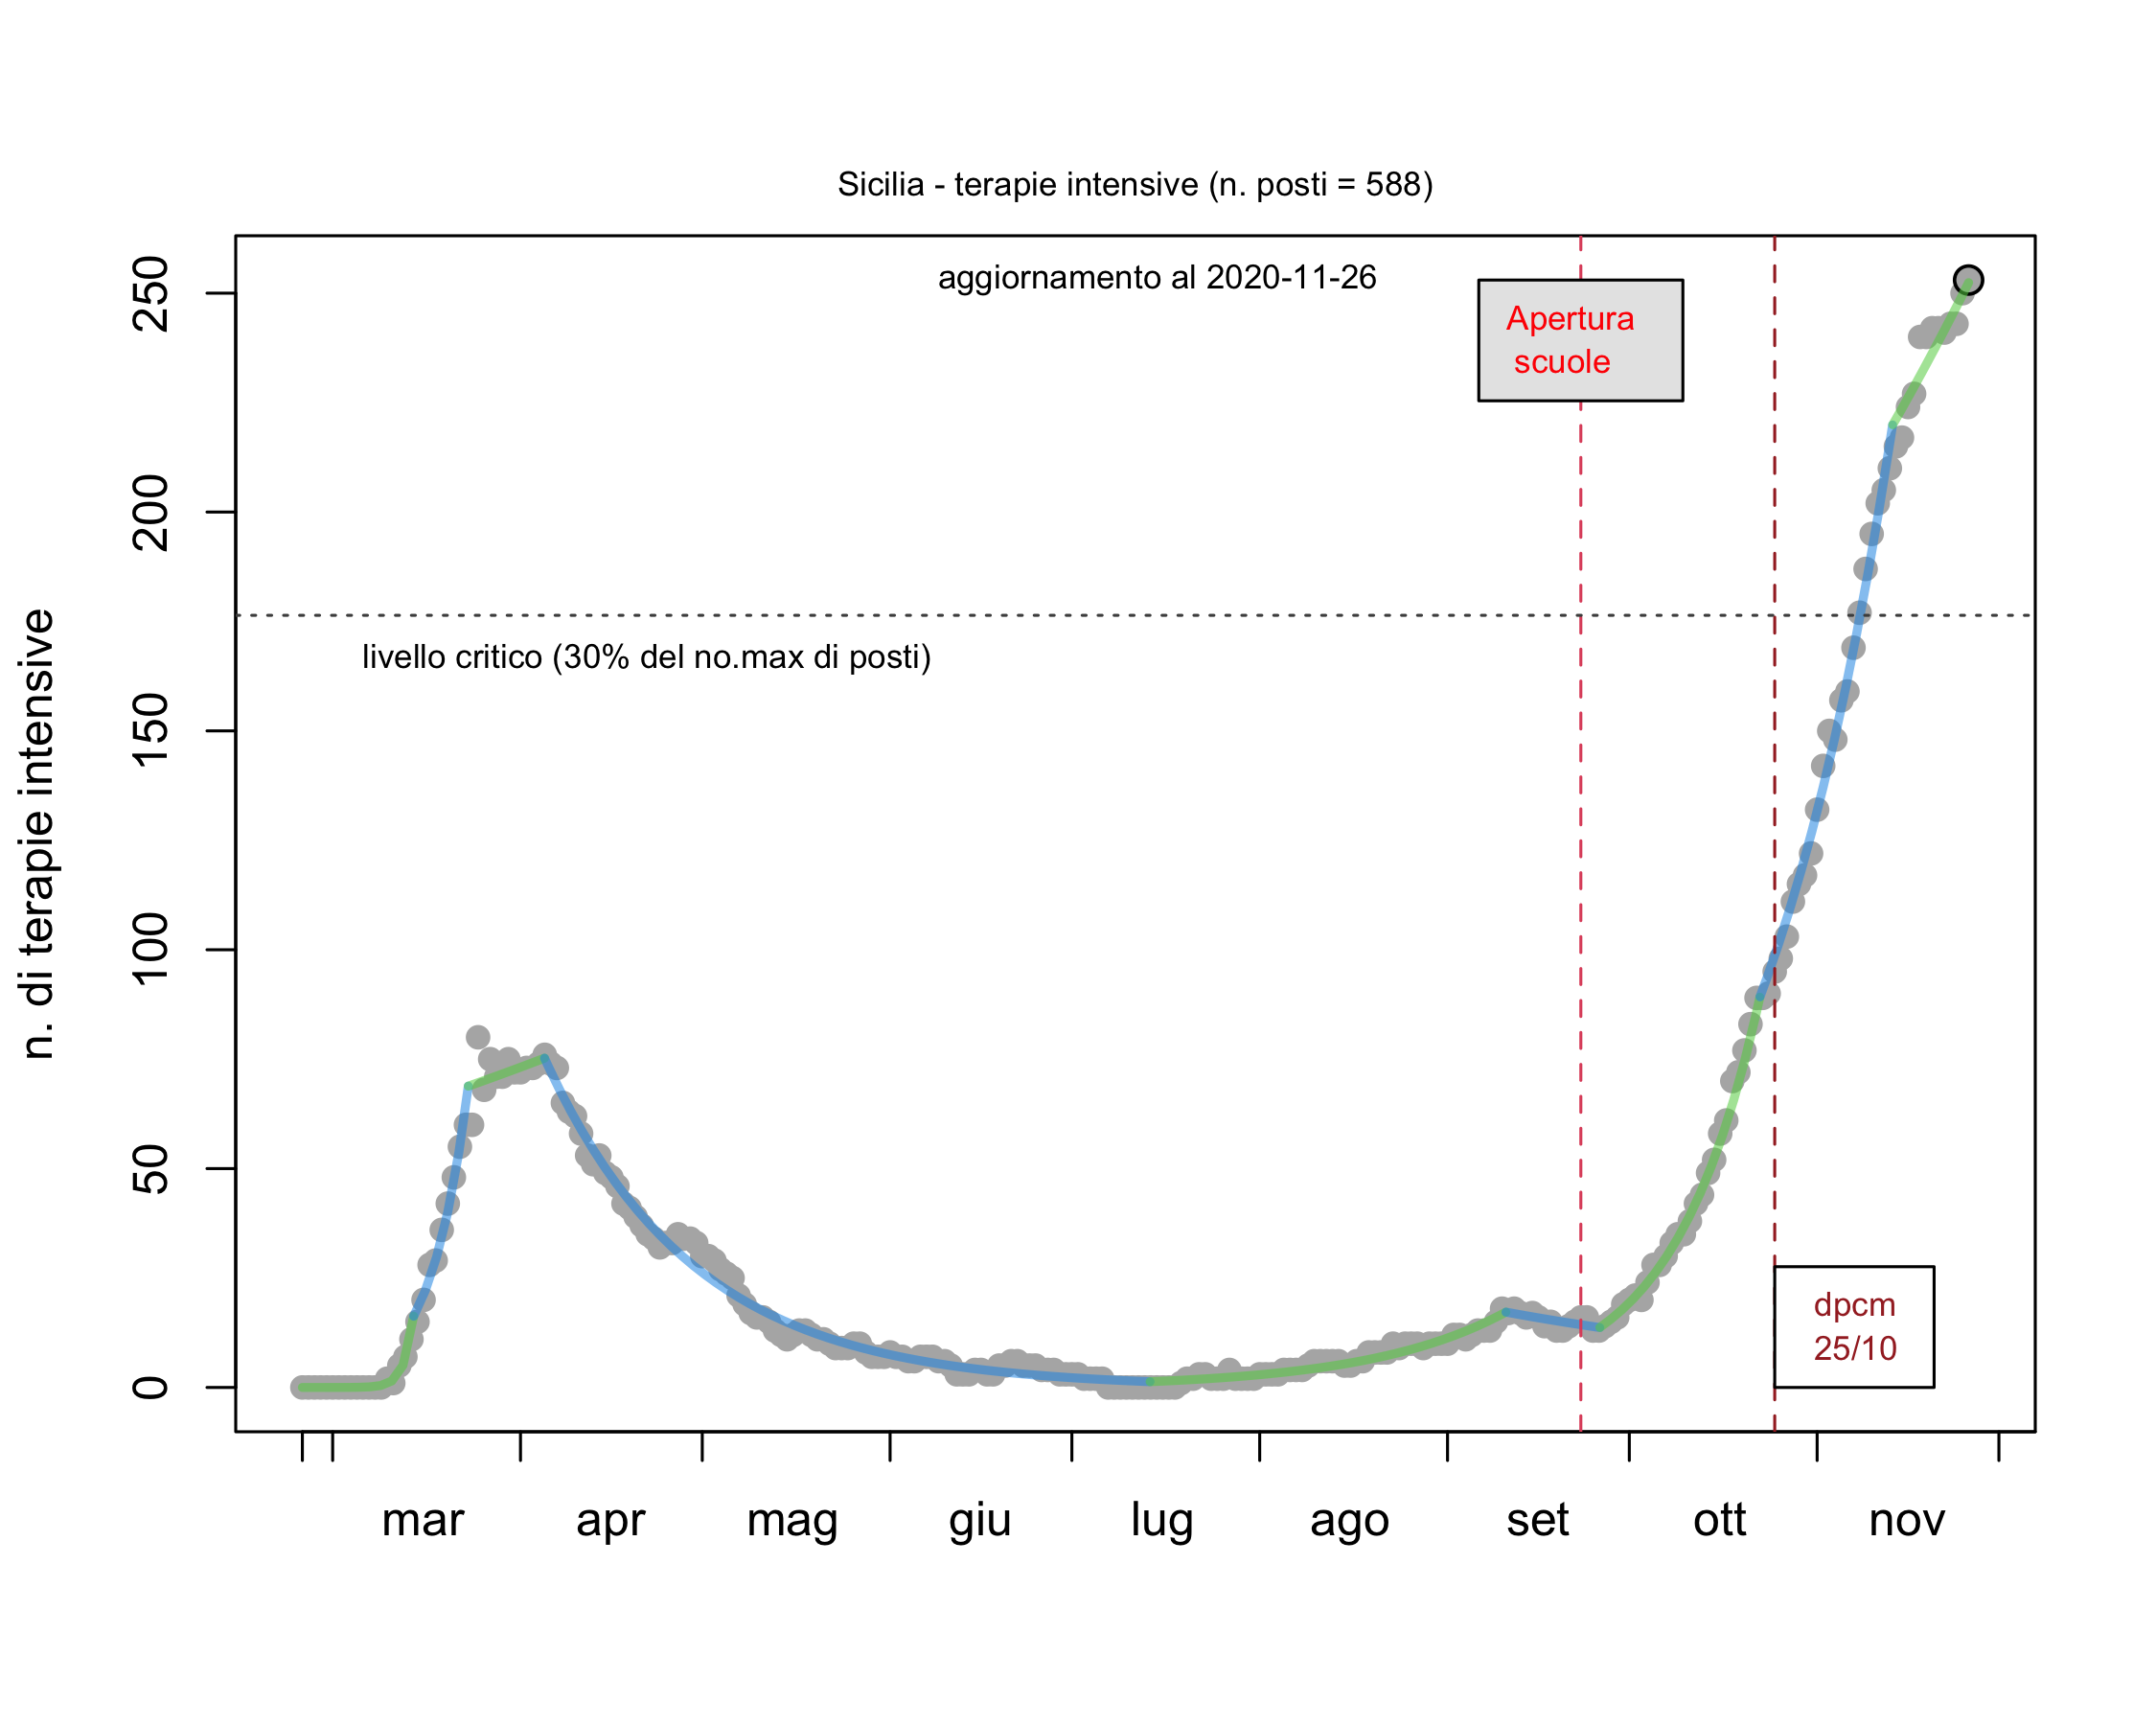 Sicilia - terapie intensive (n. posti = 588)
aggiornamento al 2020-11-26
Apertura
scuole
livello critico (30% del no.max di posti)
dpcm
25/10
n. di terapie intensive
250
200
150
100
50
0
mar apr mag giu lug ago set ott nov